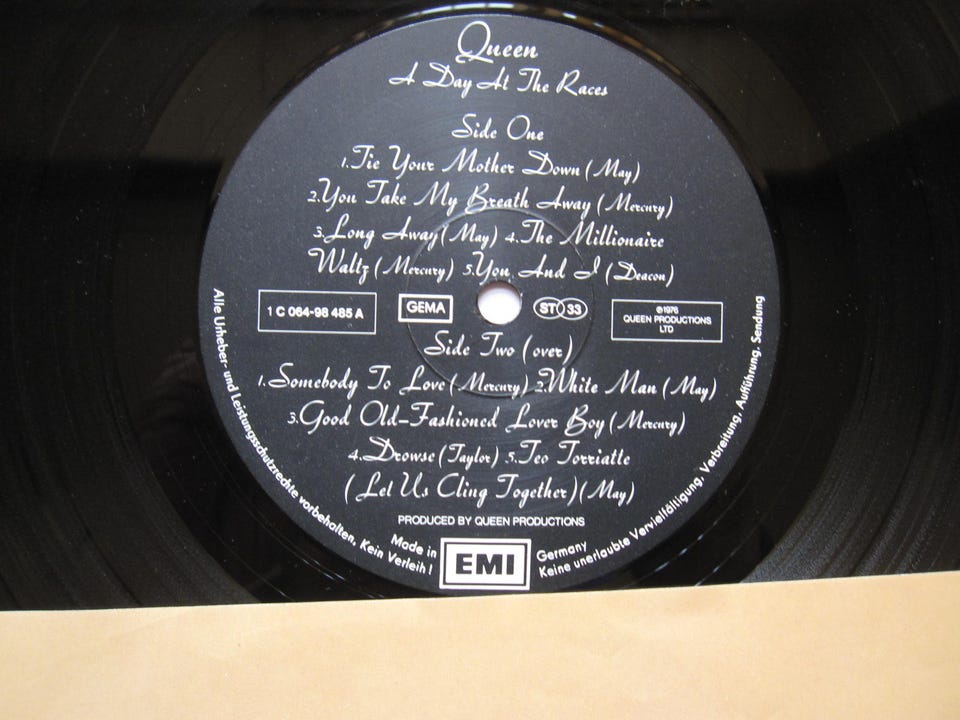 Queen
A Day At The Races
Side One
1.Tie Your Mother Down (May)
2.You Take My Breath Away (Mercury)
3.Long Away (May) 4.The Millionaire
Waltz (Mercury) 5.You And I (Deacon)
1 C 064-98 485 A
GEMA
ST 33
℗1976
QUEEN PRODUCTIONS
LTD
Side Two (over)
1.Somebody To Love (Mercury) 2.White Man (May)
3.Good Old-Fashioned Lover Boy (Mercury)
4.Drowse (Taylor) 5.Teo Torriatte
(Let Us Cling Together) (May)
PRODUCED BY QUEEN PRODUCTIONS
Made in
EMI
Germany
Alle Urheber- und Leistungsschutzrechte vorbehalten, Kein Verleih!
Keine unerlaubte Vervielfältigung, Verbreitung, Aufführung, Sendung